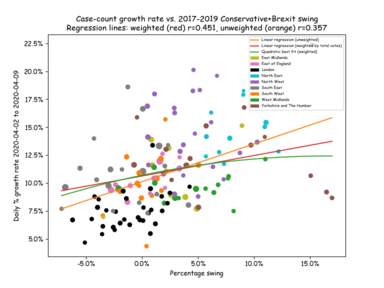 Case-count growth rate vs. 2017-2019 Conservative+Brexit swing
Regression lines: weighted (red) r=0.451, unweighted (orange) r=0.357
Linear regression (unweighted)
Linear regression (weighted by total votes)
Quadratic best fit (weighted)
East Midlands
East of England
London
North East
North West
South East
South West
West Midlands
Yorkshire and The Humber
Daily % growth rate 2020-04-02 to 2020-04-09
22.5%
20.0%
17.5%
15.0%
12.5%
10.0%
7.5%
5.0%
-5.0%
0.0%
5.0%
10.0%
15.0%
Percentage swing